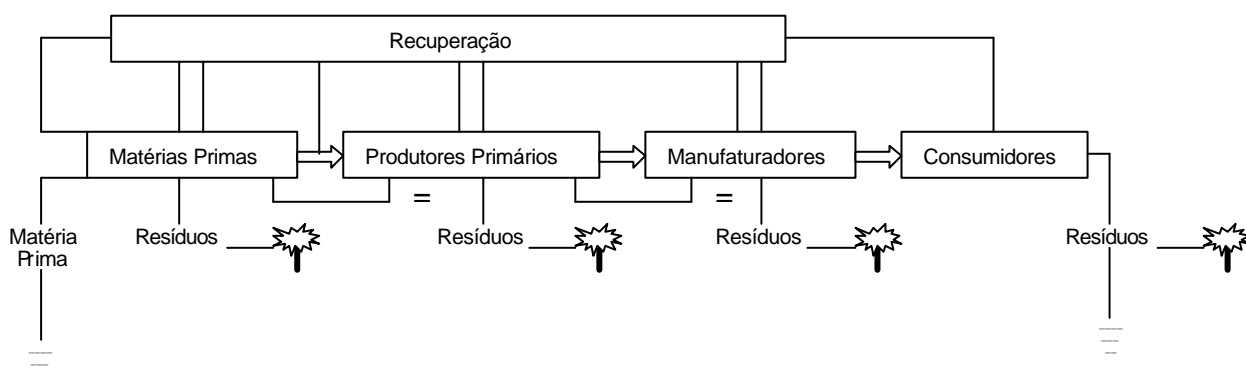 Recuperação
Matérias Primas
Produtores Primários
Manufaturadores
Consumidores
=
=
Matéria
Prima
Resíduos
Resíduos
Resíduos
Resíduos